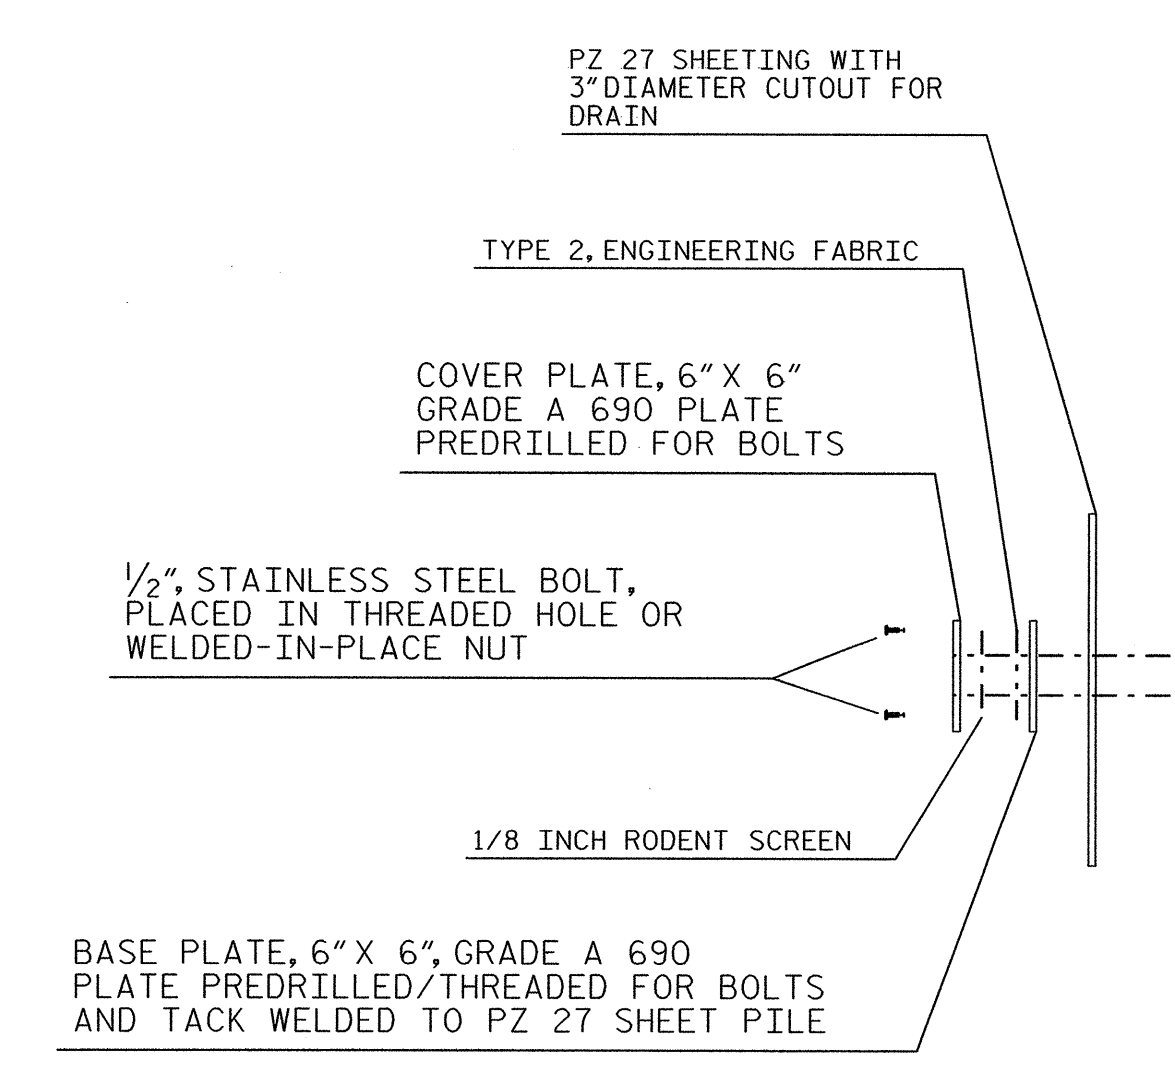 PZ 27 SHEETING WITH
3" DIAMETER CUTOUT FOR
DRAIN
TYPE 2, ENGINEERING FABRIC
COVER PLATE, 6" X 6"
GRADE A 690 PLATE
PREDRILLED FOR BOLTS
1/2", STAINLESS STEEL BOLT,
PLACED IN THREADED HOLE OR
WELDED-IN-PLACE NUT
1/8 INCH RODENT SCREEN
BASE PLATE, 6" X 6", GRADE A 690
PLATE PREDRILLED/THREADED FOR BOLTS
AND TACK WELDED TO PZ 27 SHEET PILE